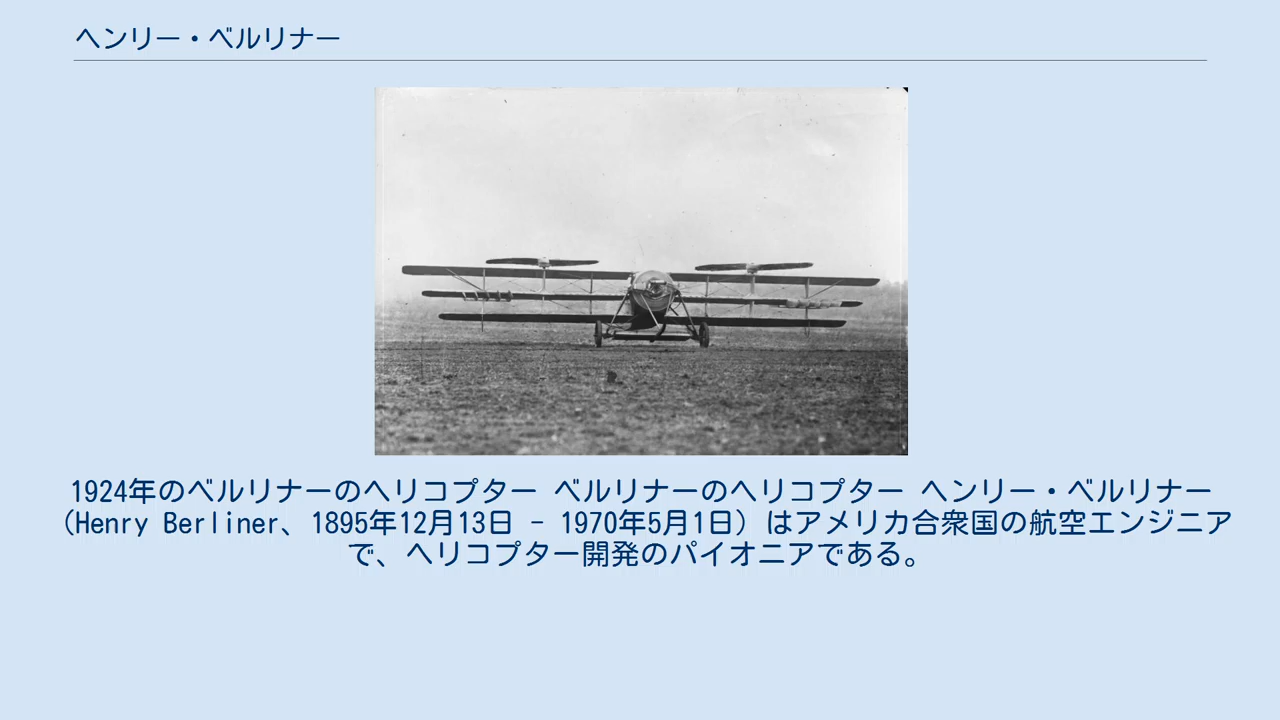 ヘンリー・ベルリナー
1924年のベルリナーのヘリコプター ベルリナーのヘリコプター ヘンリー・ベルリナー
（Henry Berliner、1895年12月13日 - 1970年5月1日）はアメリカ合衆国の航空エンジニア
で、ヘリコプター開発のパイオニアである。